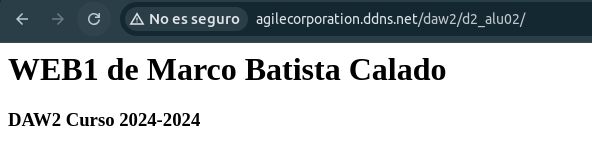 No es seguro agilecorporation.ddns.net/daw2/d2_alu02/
WEB1 de Marco Batista Calado
DAW2 Curso 2024-2024